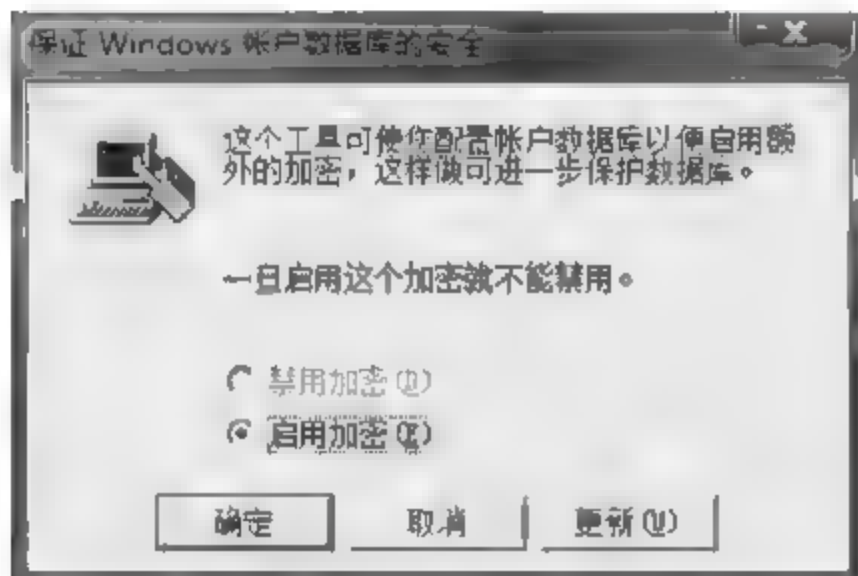 保证 Windows 帐户数据库的安全
这个工具可使你配置帐户数据库以便启用额
外的加密，这样做可进一步保护数据库。
一旦启用这个加密就不能禁用。
禁用加密(D)
启用加密(E)
确定 取消 更新(U)